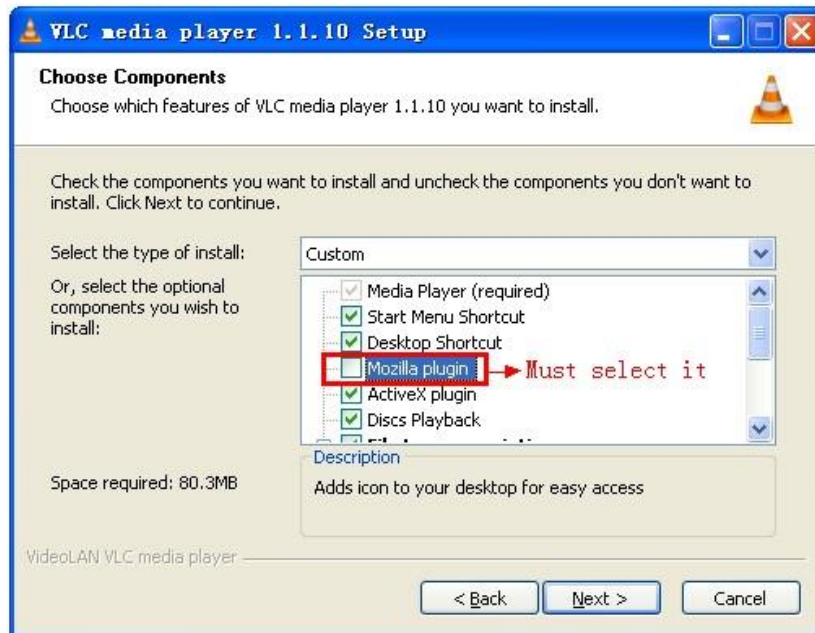 VLC media player 1.1.10 Setup
Choose Components
Choose which features of VLC media player 1.1.10 you want to install.
Check the components you want to install and uncheck the components you don't want to
install. Click Next to continue.
Select the type of install:
Custom
Or, select the optional
components you wish to
install:
Media Player (required)
Start Menu Shortcut
Desktop Shortcut
Mozilla plugin
Must select it
ActiveX plugin
Discs Playback
Space required: 80.3MB
Description
Adds icon to your desktop for easy access
VideoLAN VLC media player
< Back
Next >
Cancel